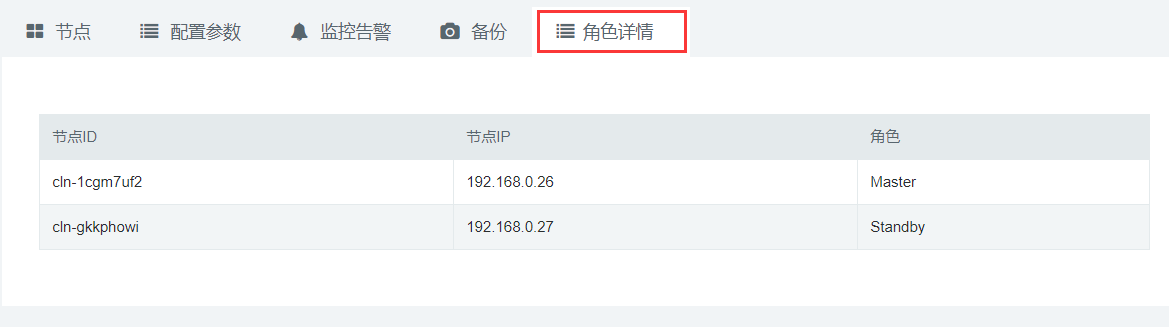 节点 配置参数 监控告警 备份 角色详情
节点ID 节点IP 角色
cln-1cgm7uf2 192.168.0.26 Master
cln-gkkphowi 192.168.0.27 Standby